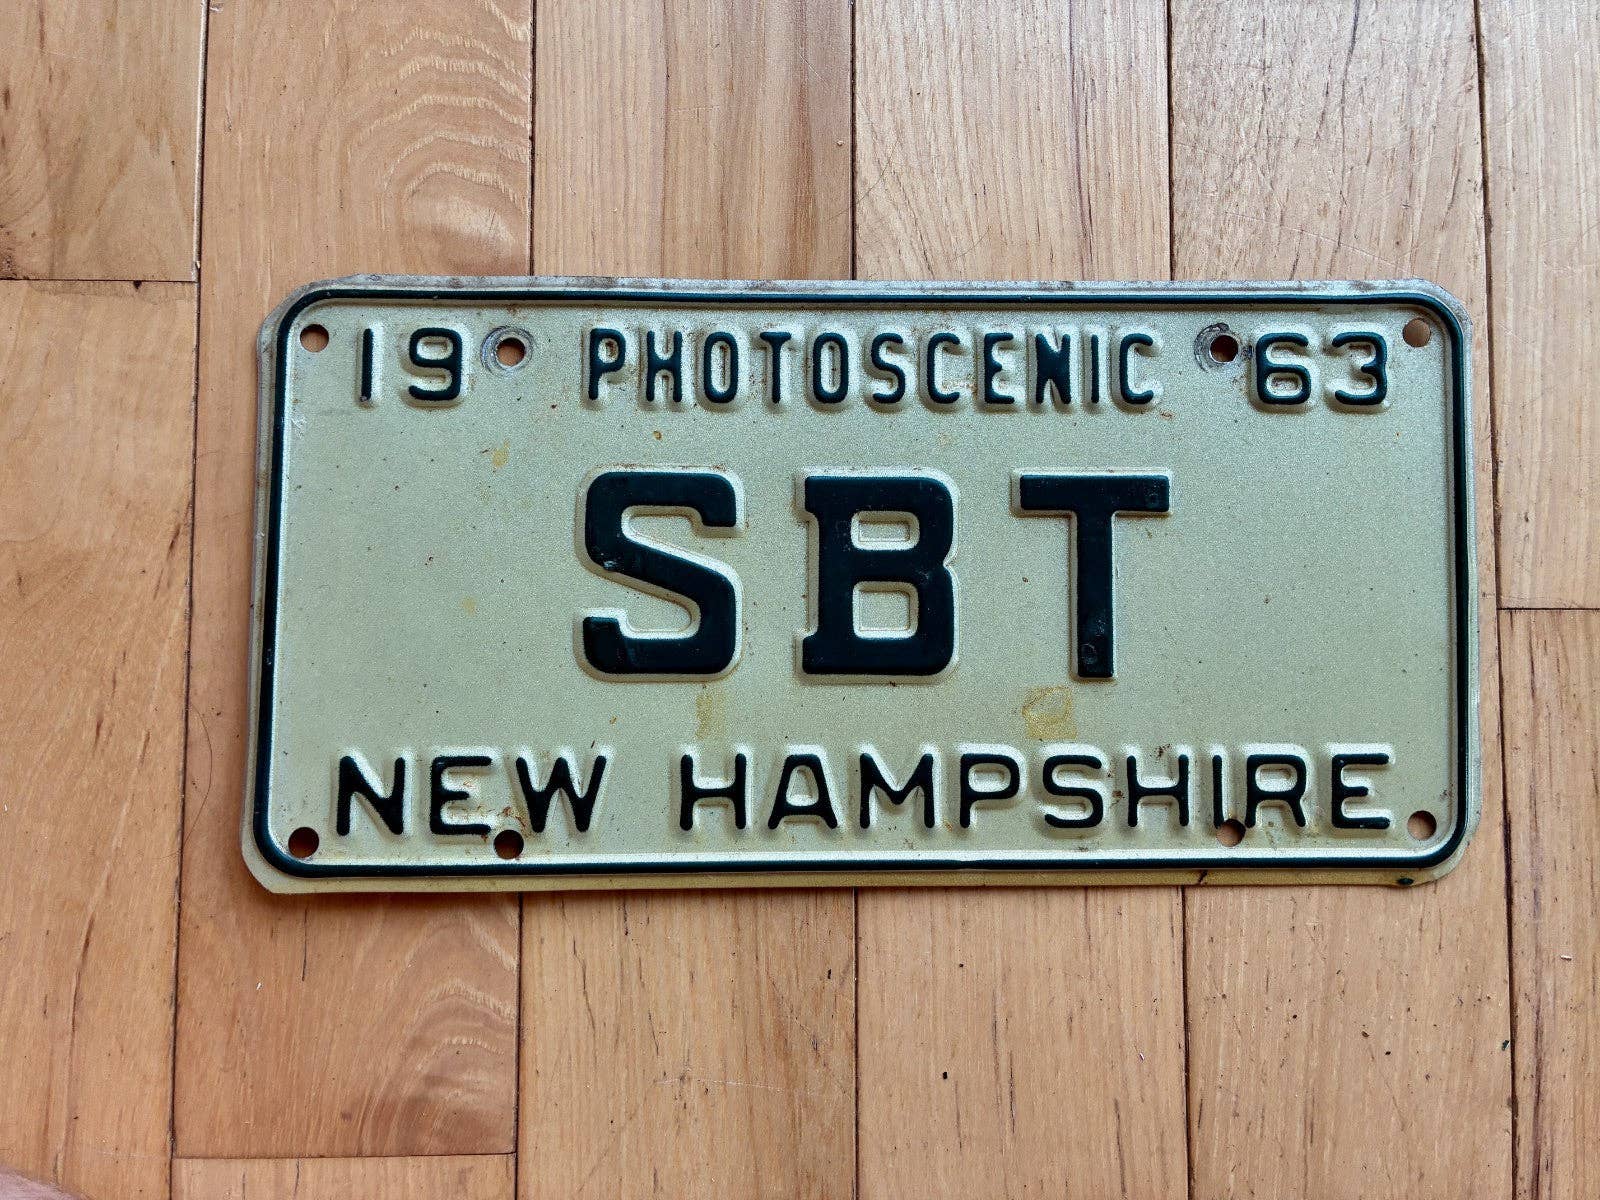 19 PHOTOSCENIC 63
SBT
NEW HAMPSHIRE